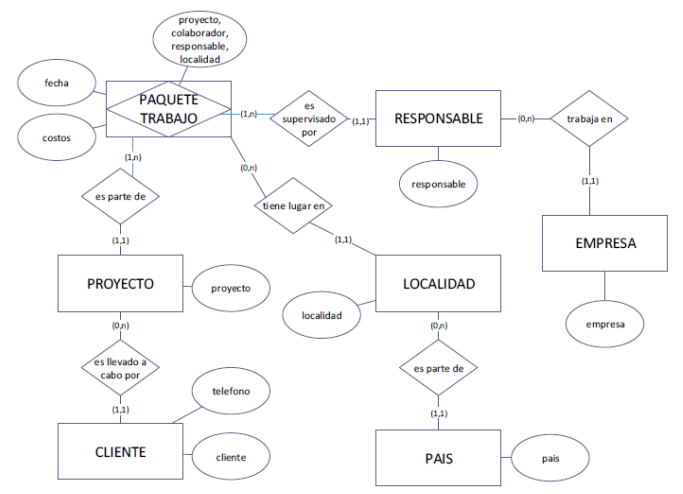 proyecto,
colaborador,
responsable,
localidad
fecha
PAQUETE
TRABAJO
costos
(1,n)
es
supervisado
por
(1,1)
RESPONSABLE
(0,n)
trabaja en
(1,n)
(0,n)
responsable
(1,1)
es parte de
tiene lugar en
(1,1)
(1,1)
EMPRESA
PROYECTO
proyecto
LOCALIDAD
localidad
empresa
(0,n)
(0,n)
es llevado a
cabo por
es parte de
telefono
(1,1)
(1,1)
CLIENTE
cliente
PAIS
pais